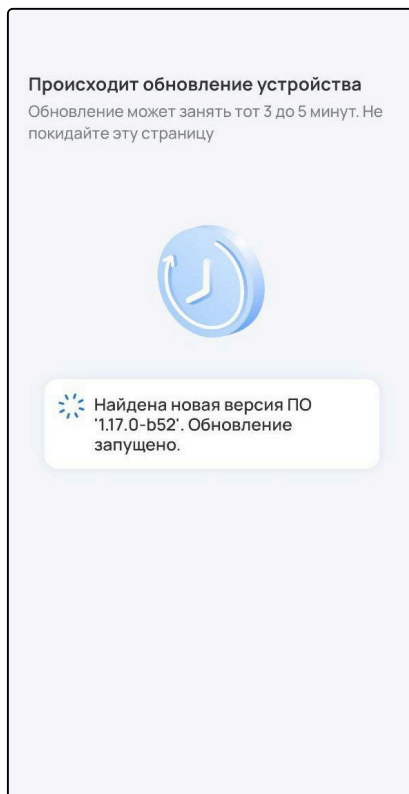 Происходит обновление устройства
Обновление может занять тот 3 до 5 минут. Не
покидайте эту страницу
Найдена новая версия ПО
'1.17.0-b52'. Обновление
запущено.